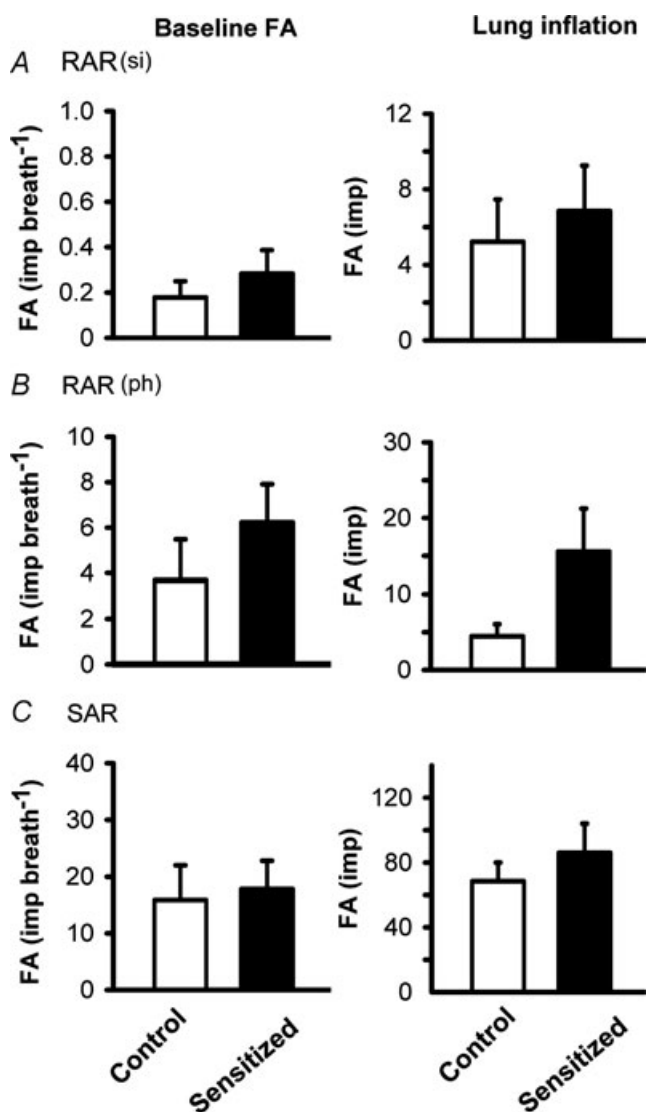 Baseline FA
Lung inflation
A RAR (si)
FA (imp breath⁻¹)
1.0
0.8
0.6
0.4
0.2
0
FA (imp)
12
8
4
0
B RAR (ph)
FA (imp breath⁻¹)
10
8
6
4
2
0
FA (imp)
30
20
10
0
C SAR
FA (imp breath⁻¹)
40
30
20
10
0
FA (imp)
120
80
40
0
Control
Sensitized
Control
Sensitized